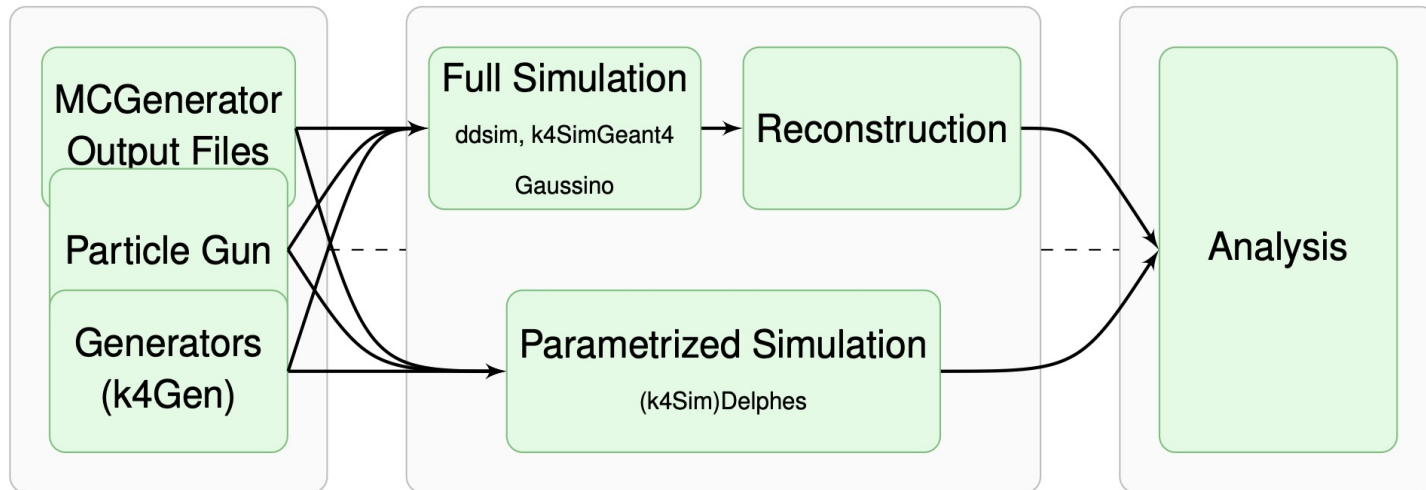 MCGenerator
Output Files
Particle Gun
Generators
(k4Gen)
Full Simulation
ddsim, k4SimGeant4
Gaussino
Reconstruction
Parametrized Simulation
(k4Sim)Delphes
Analysis